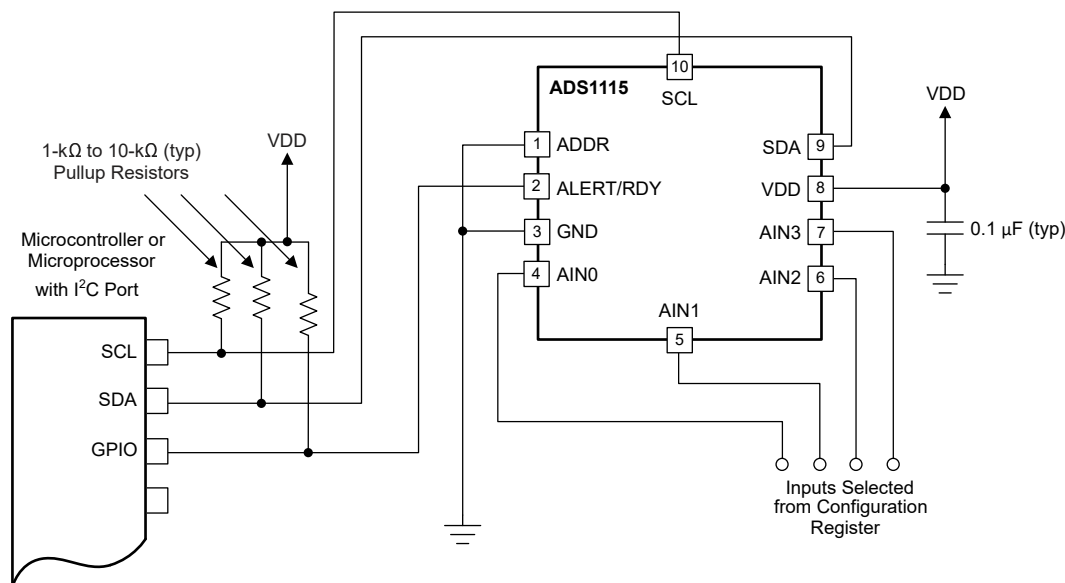 10
ADS1115
SCL
VDD
1 ADDR
SDA 9
1-kΩ to 10-kΩ (typ)
Pullup Resistors
VDD
2 ALERT/RDY
VDD 8
3 GND
AIN3 7
0.1 µF (typ)
Microcontroller or
Microprocessor
with I²C Port
4 AIN0
AIN2 6
AIN1
5
SCL
SDA
GPIO
Inputs Selected
from Configuration
Register